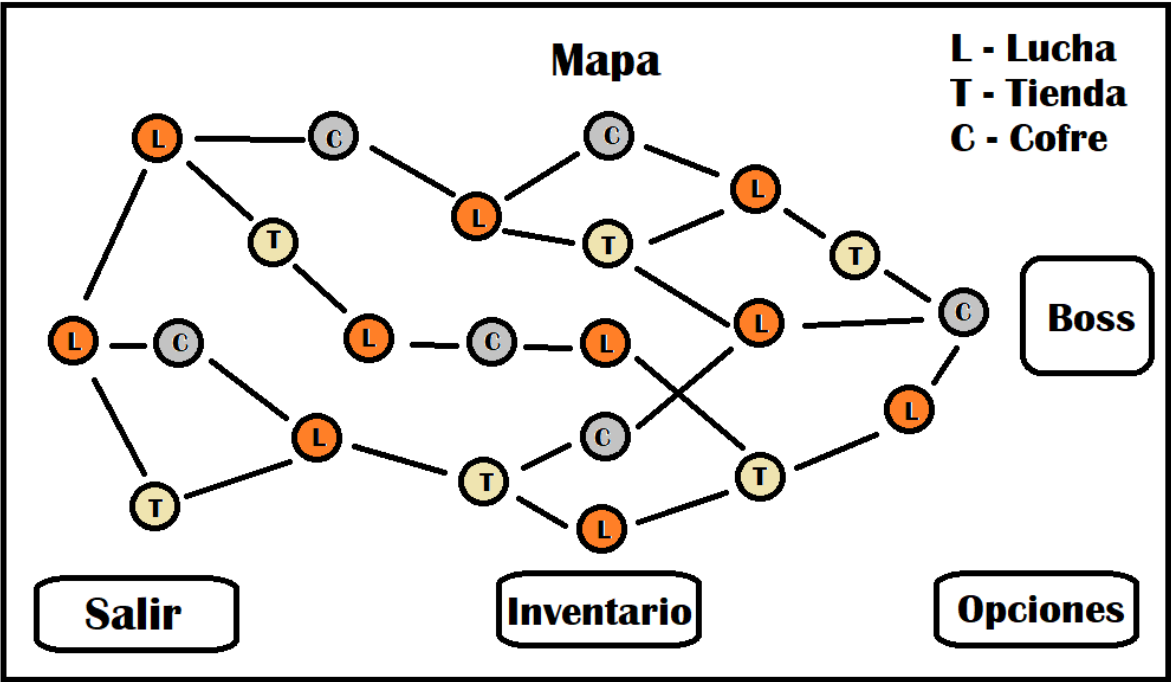 Mapa
L - Lucha
T - Tienda
C - Cofre
L
C
C
L
L
T
T
T
L
C
L
C
L
C
L
L
Boss
L
C
L
T
T
T
L
Salir
Inventario
Opciones